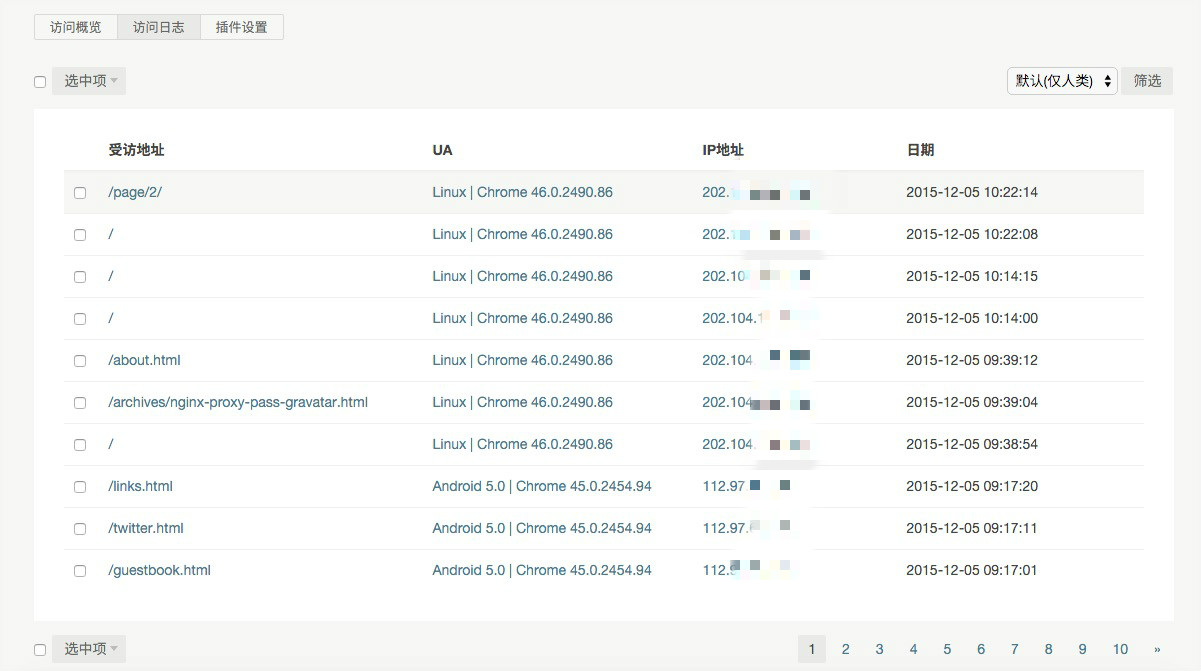 访问概览 访问日志 插件设置
选中项 默认(仅人类) 筛选
受访地址 UA IP地址 日期
/page/2/ Linux | Chrome 46.0.2490.86 202. 2015-12-05 10:22:14
/ Linux | Chrome 46.0.2490.86 202. 2015-12-05 10:22:08
/ Linux | Chrome 46.0.2490.86 202.10 2015-12-05 10:14:15
/ Linux | Chrome 46.0.2490.86 202.104. 2015-12-05 10:14:00
/about.html Linux | Chrome 46.0.2490.86 202.104 2015-12-05 09:39:12
/archives/nginx-proxy-pass-gravatar.html Linux | Chrome 46.0.2490.86 202.104 2015-12-05 09:39:04
/ Linux | Chrome 46.0.2490.86 202.104. 2015-12-05 09:38:54
/links.html Android 5.0 | Chrome 45.0.2454.94 112.97 2015-12-05 09:17:20
/twitter.html Android 5.0 | Chrome 45.0.2454.94 112.97. 2015-12-05 09:17:11
/guestbook.html Android 5.0 | Chrome 45.0.2454.94 112. 2015-12-05 09:17:01
选中项 1 2 3 4 5 6 7 8 9 10 »